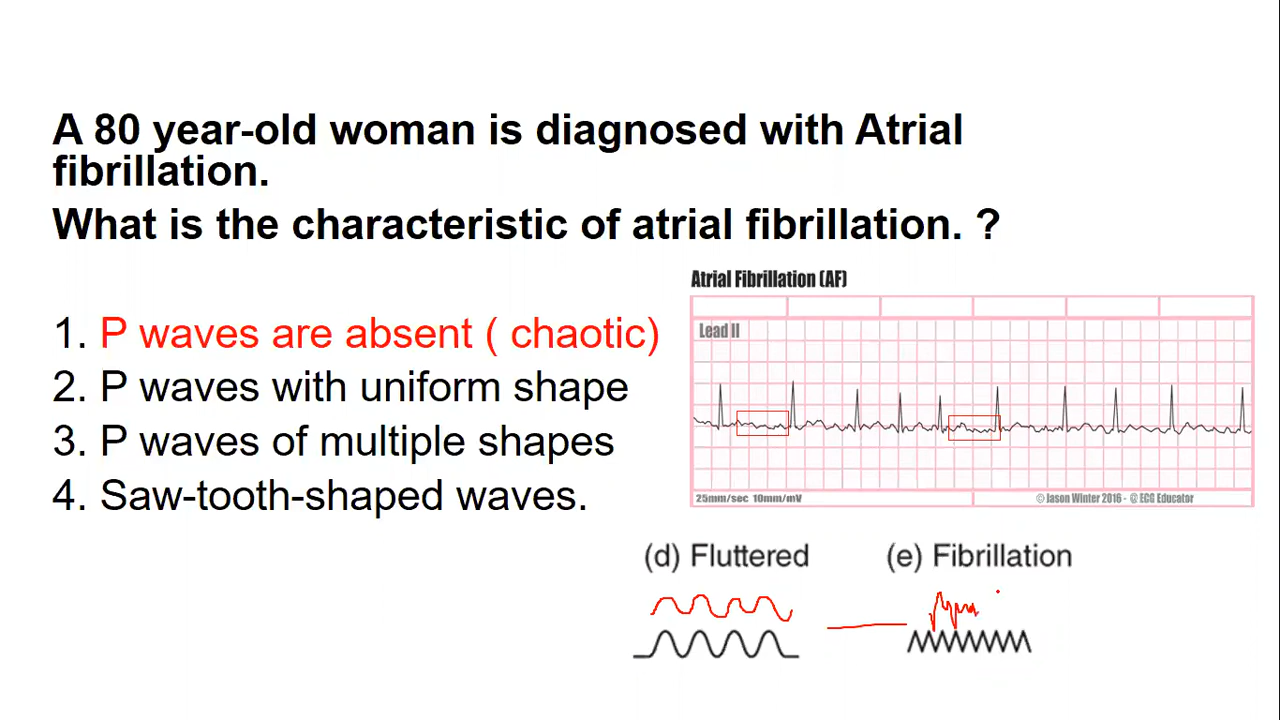 A 80 year-old woman is diagnosed with Atrial
fibrillation.
What is the characteristic of atrial fibrillation. ?
1. P waves are absent ( chaotic)
2. P waves with uniform shape
3. P waves of multiple shapes
4. Saw-tooth-shaped waves.
Atrial Fibrillation (AF)
Lead II
25mm/sec 10mm/mV
© Jason Winter 2016 - @ ECG Educator
(d) Fluttered
(e) Fibrillation